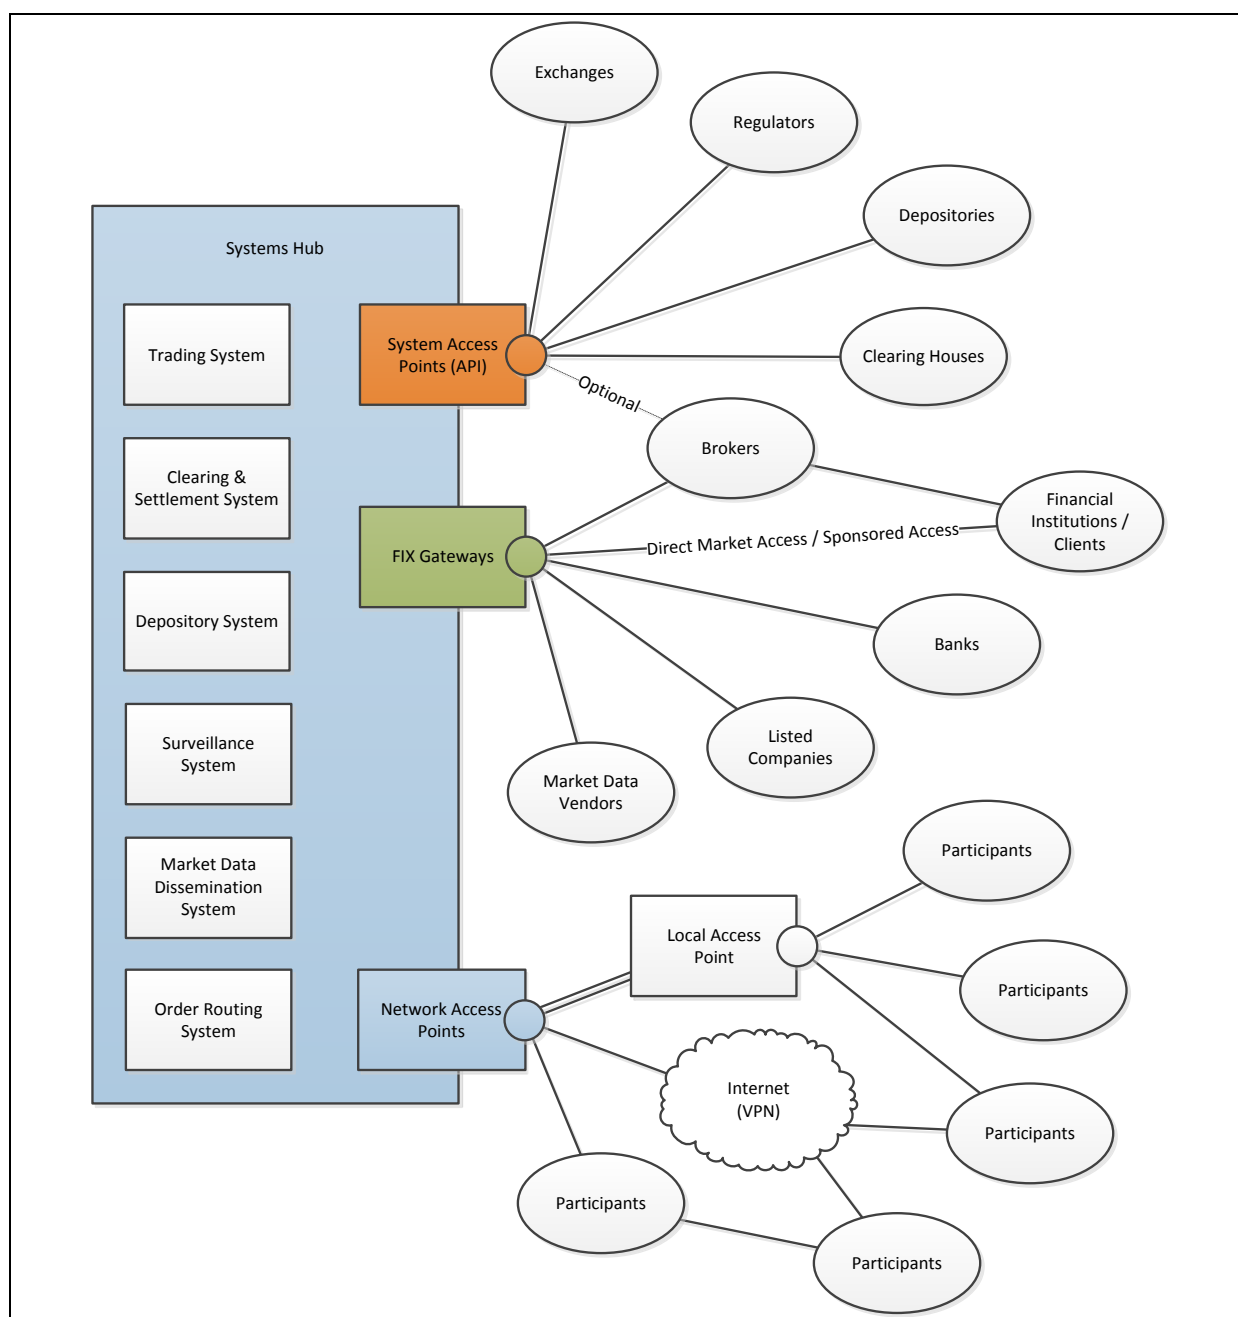 Exchanges
Regulators
Depositories
Systems Hub
Trading System
System Access
Points (API)
Clearing Houses
Optional
Clearing &
Settlement System
Brokers
Financial
Institutions /
Clients
Direct Market Access / Sponsored Access
FIX Gateways
Depository System
Banks
Surveillance
System
Listed
Companies
Market Data
Vendors
Market Data
Dissemination
System
Participants
Local Access
Point
Participants
Order Routing
System
Network Access
Points
Internet
(VPN)
Participants
Participants
Participants